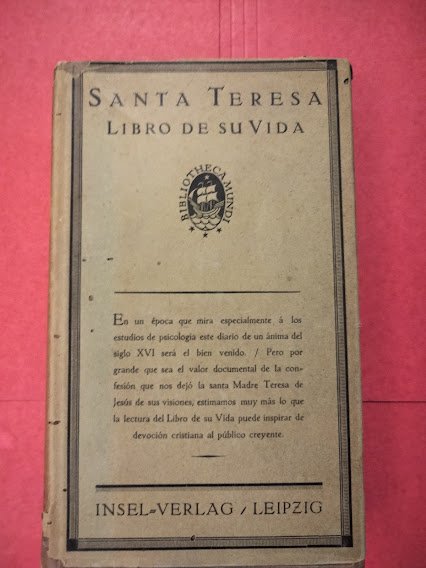 SANTA TERESA
LIBRO DE SU VIDA
BIBLIOTHECA MUNDI
En un época que mira especialmente á los
estudios de psicología este diario de un ánima del
siglo XVI será el bien venido. / Pero por
grande que sea el valor documental de la con-
fesión que nos dejó la santa Madre Teresa de
Jesús de sus visiones, estimamos muy más lo que
la lectura del Libro de su Vida puede inspirar de
devoción cristiana al público creyente.
INSEL-VERLAG / LEIPZIG